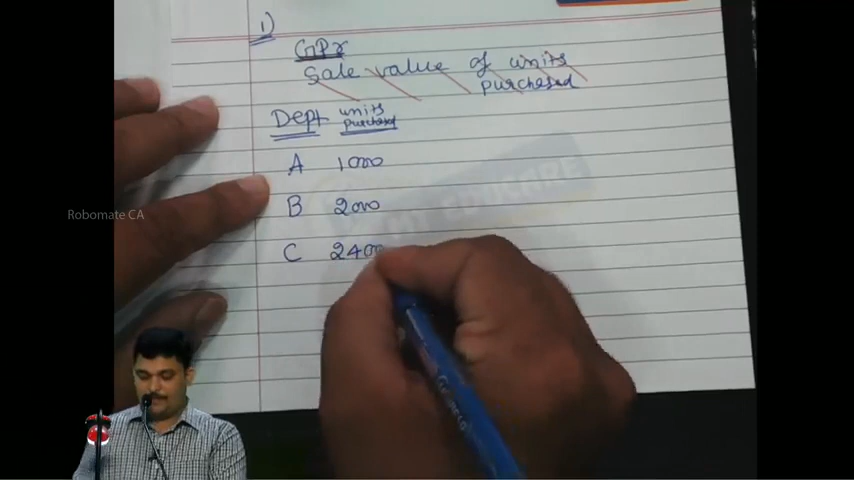 1)
GPr
Sale value of units
purchased
Dept units
purchased
A 1000
B 2000
C 2400
Robomate CA